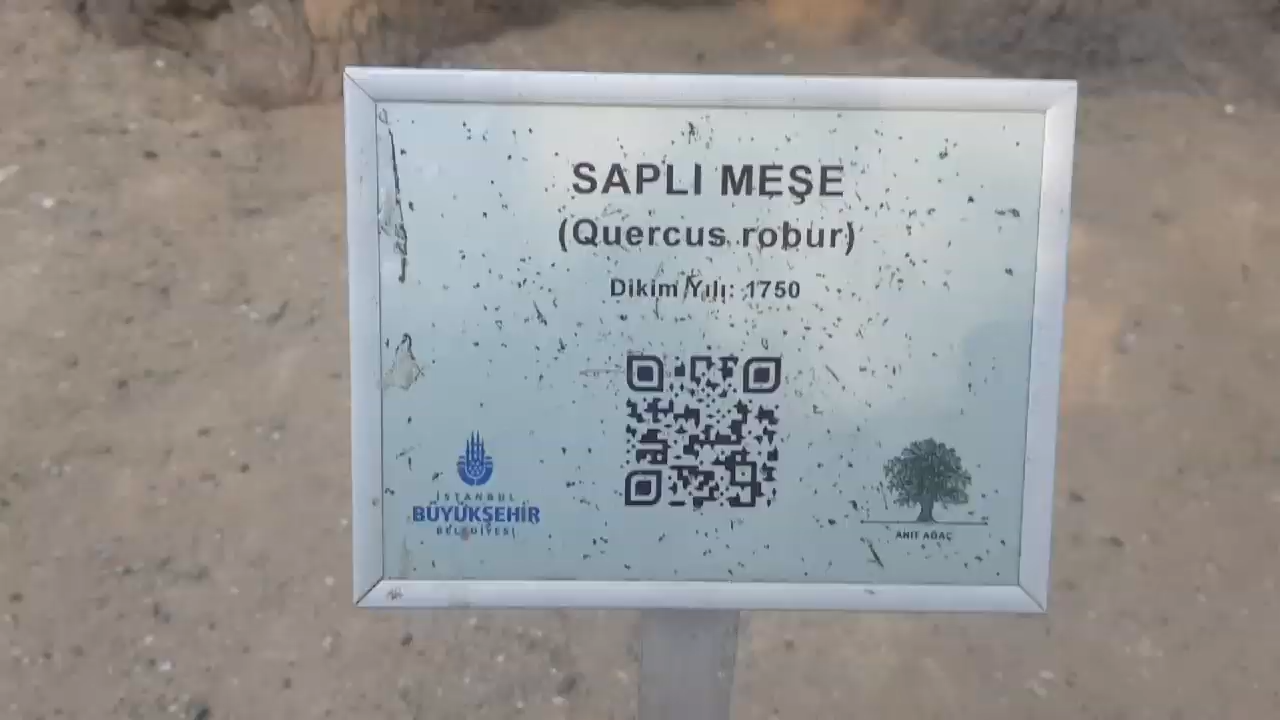 SAPLI MEŞE
(Quercus robur)
Dikim Yılı: 1750
İSTANBUL
BÜYÜKŞEHİR
BELEDİYESİ
ANIT AĞAÇ